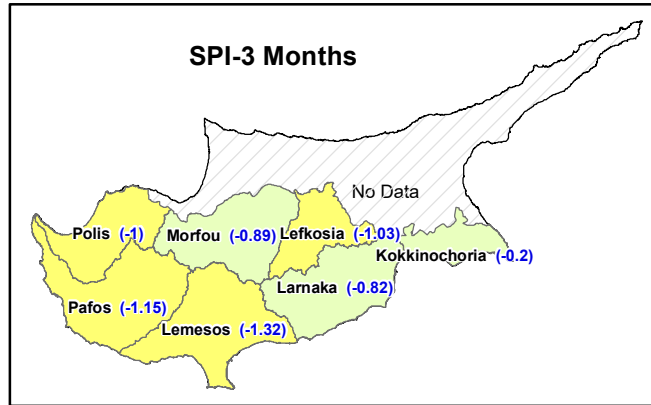 SPI-3 Months
No Data
Polis (-1)
Morfou (-0.89)
Lefkosia (-1.03)
Kokkinochoria (-0.2)
Larnaka (-0.82)
Pafos (-1.15)
Lemesos (-1.32)